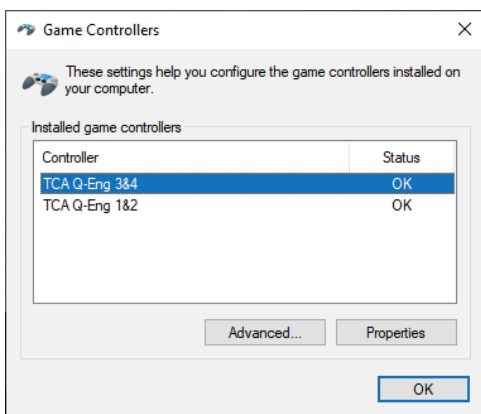 Game Controllers
These settings help you configure the game controllers installed on
your computer.
Installed game controllers
Controller Status
TCA Q-Eng 3&4 OK
TCA Q-Eng 1&2 OK
Advanced... Properties
OK